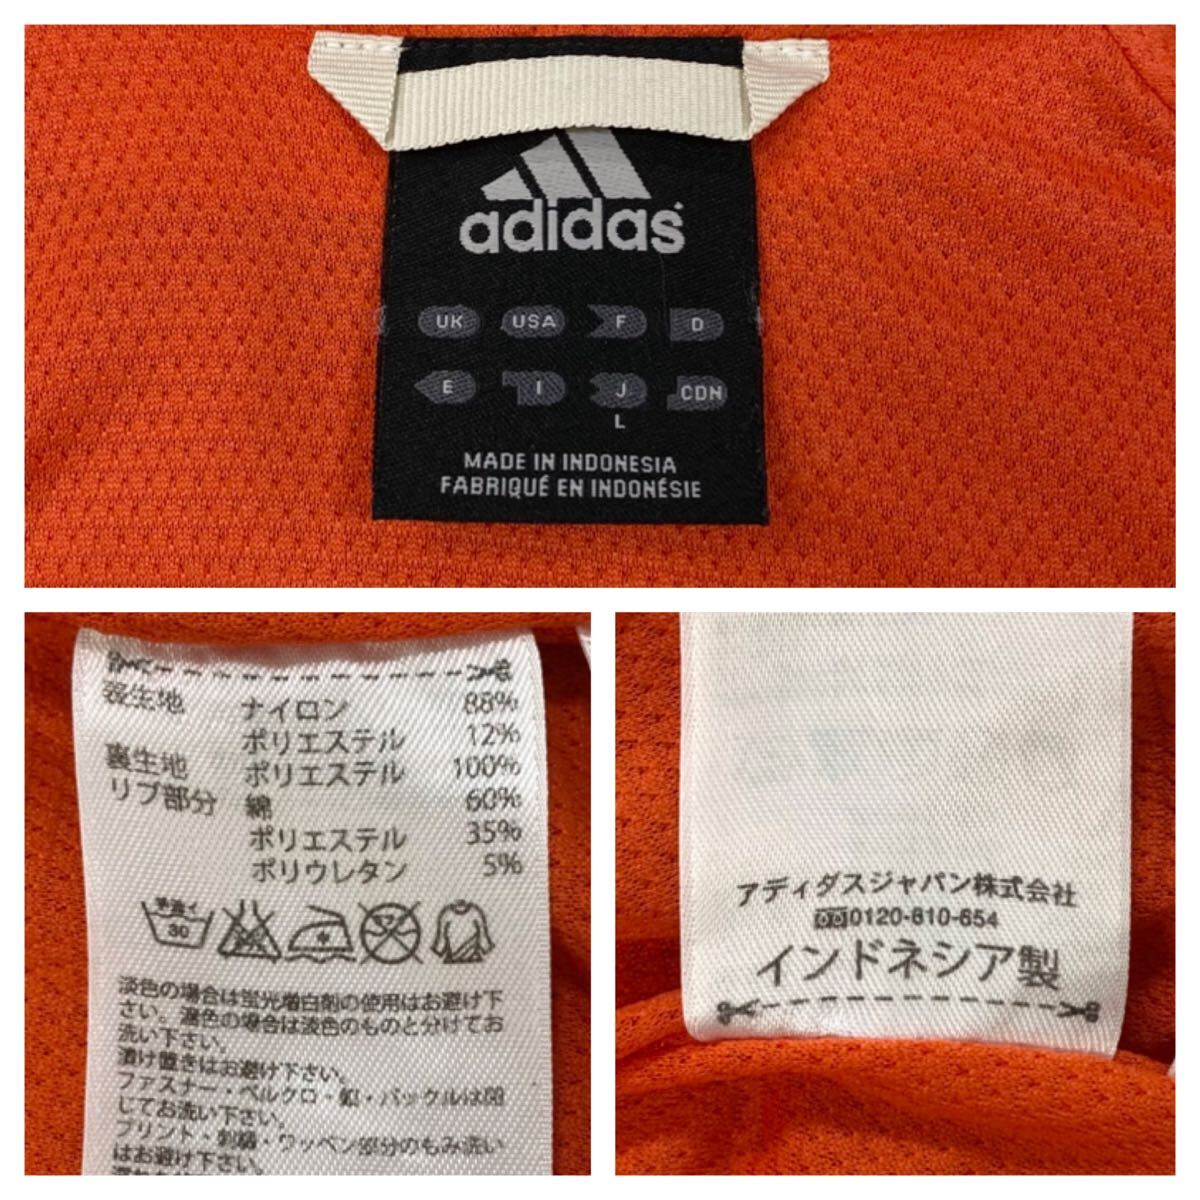 adidas
UK USA F D
E I J CDN
L
MADE IN INDONESIA
FABRIQUÉ EN INDONÉSIE
表生地 ナイロン 88%
ポリエステル 12%
裏生地 ポリエステル 100%
リブ部分 綿 60%
ポリエステル 35%
ポリウレタン 5%
手洗イ
30
淡色の場合は蛍光増白剤の使用はお避け下
さい。濃色の場合は淡色のものと分けてお
洗い下さい。
漬け置きはお避け下さい。
ファスナー・ベルクロ・釦・バックルは閉
じてお洗い下さい。
プリント・刺繍・ワッペン部分のもみ洗い
はお避け下さい。
アディダスジャパン株式会社
0120-810-654
インドネシア製